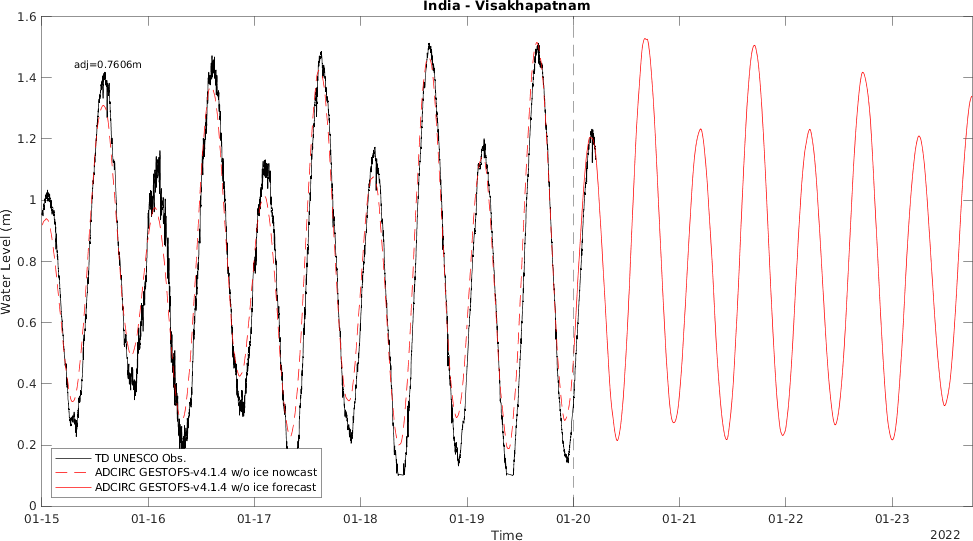 India - Visakhapatnam
adj=0.7606m
1.6
1.4
1.2
1
0.8
0.6
0.4
0.2
0
Water Level (m)
TD UNESCO Obs.
ADCIRC GESTOFS-v4.1.4 w/o ice nowcast
ADCIRC GESTOFS-v4.1.4 w/o ice forecast
01-15 01-16 01-17 01-18 01-19 01-20 01-21 01-22 01-23
Time
2022